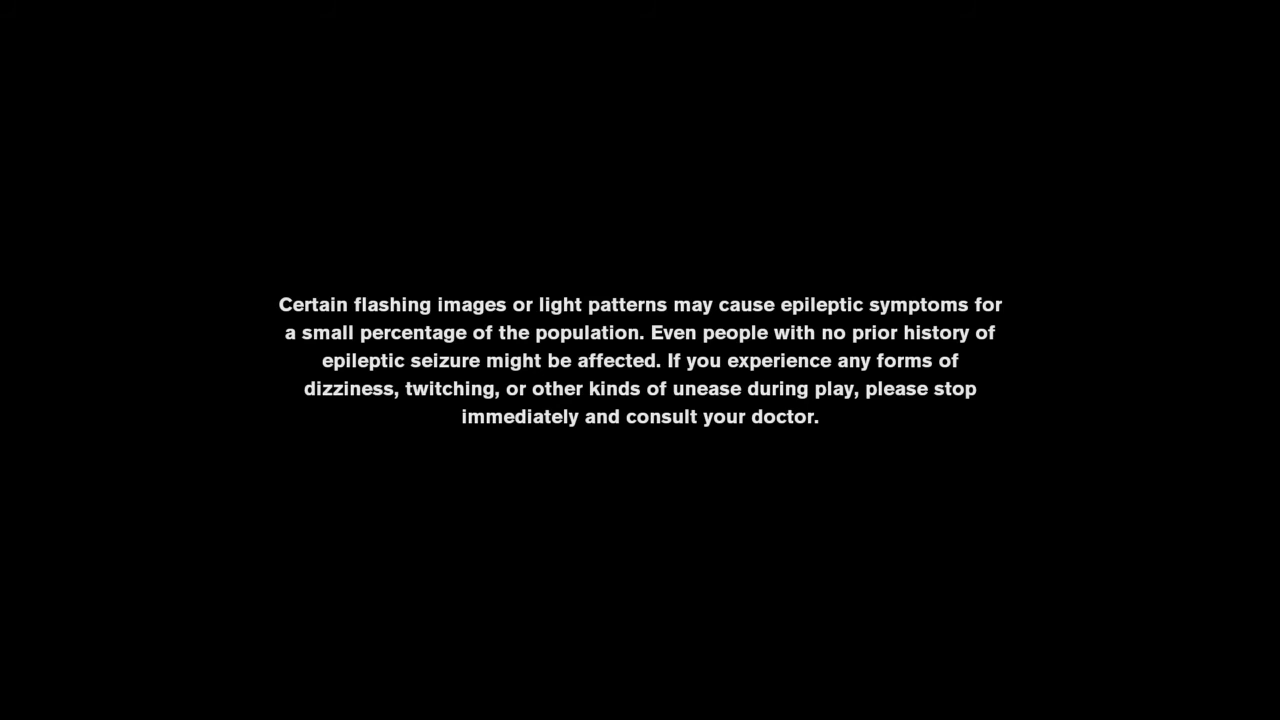 Certain flashing images or light patterns may cause epileptic symptoms for
a small percentage of the population. Even people with no prior history of
epileptic seizure might be affected. If you experience any forms of
dizziness, twitching, or other kinds of unease during play, please stop
immediately and consult your doctor.